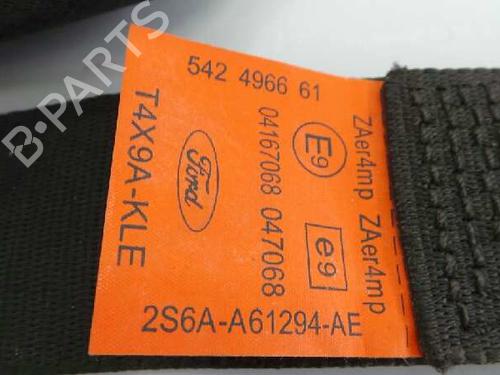 542 4966 61
T4X9A-KLE
Ford
04167068 047068
E9
e9
ZAer4mp ZAer4mp
2S6A-A61294-AE
B-PARTS